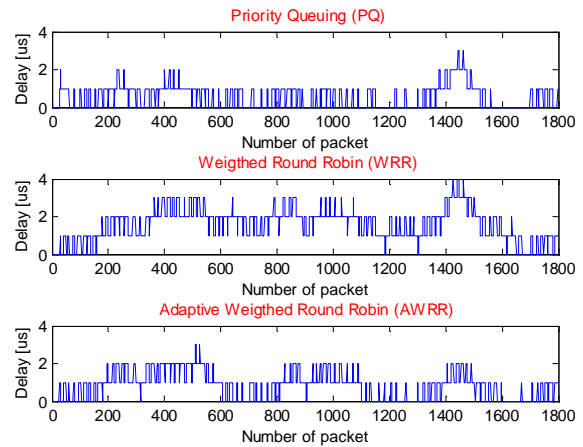 Priority Queuing (PQ)
4
2
0
Delay [us]
0 200 400 600 800 1000 1200 1400 1600 1800
Number of packet
Weigthed Round Robin (WRR)
4
2
0
Delay [us]
0 200 400 600 800 1000 1200 1400 1600 1800
Number of packet
Adaptive Weigthed Round Robin (AWRR)
4
2
0
Delay [us]
0 200 400 600 800 1000 1200 1400 1600 1800
Number of packet